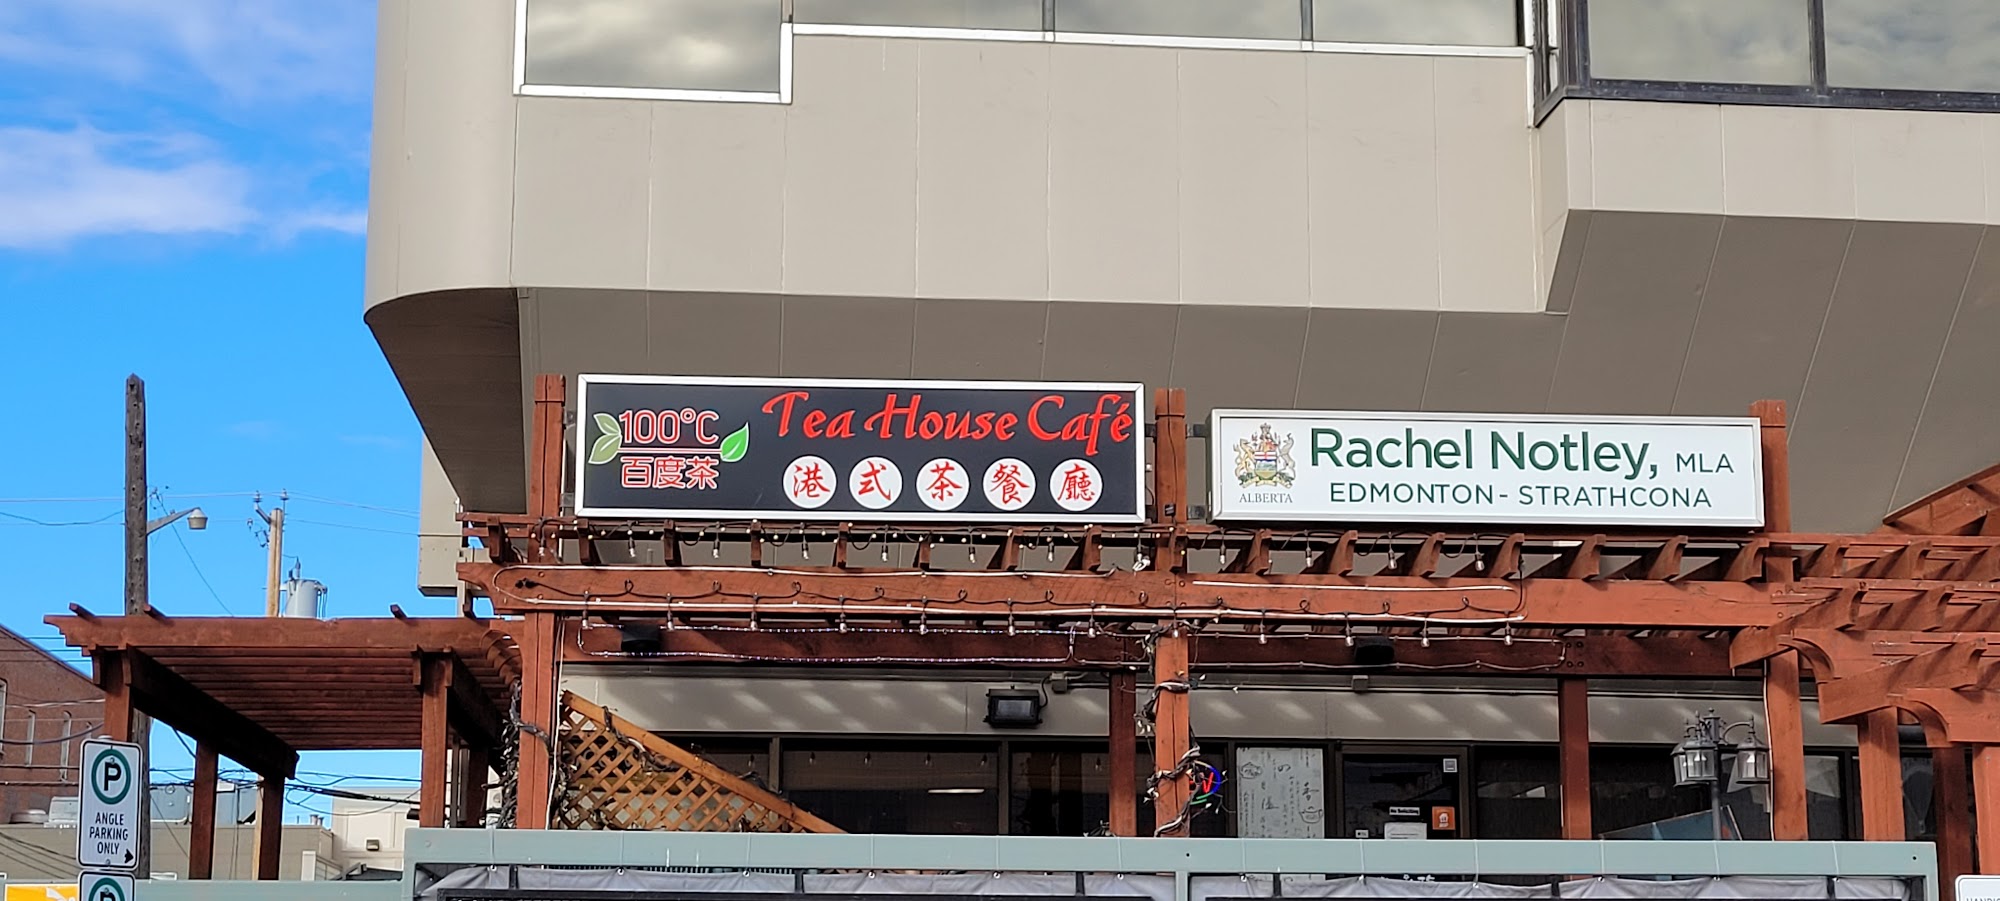 100°C
百度茶
Tea House Café
港式茶餐廳
Rachel Notley, MLA
EDMONTON - STRATHCONA
ALBERTA
P
ANGLE
PARKING
ONLY
P